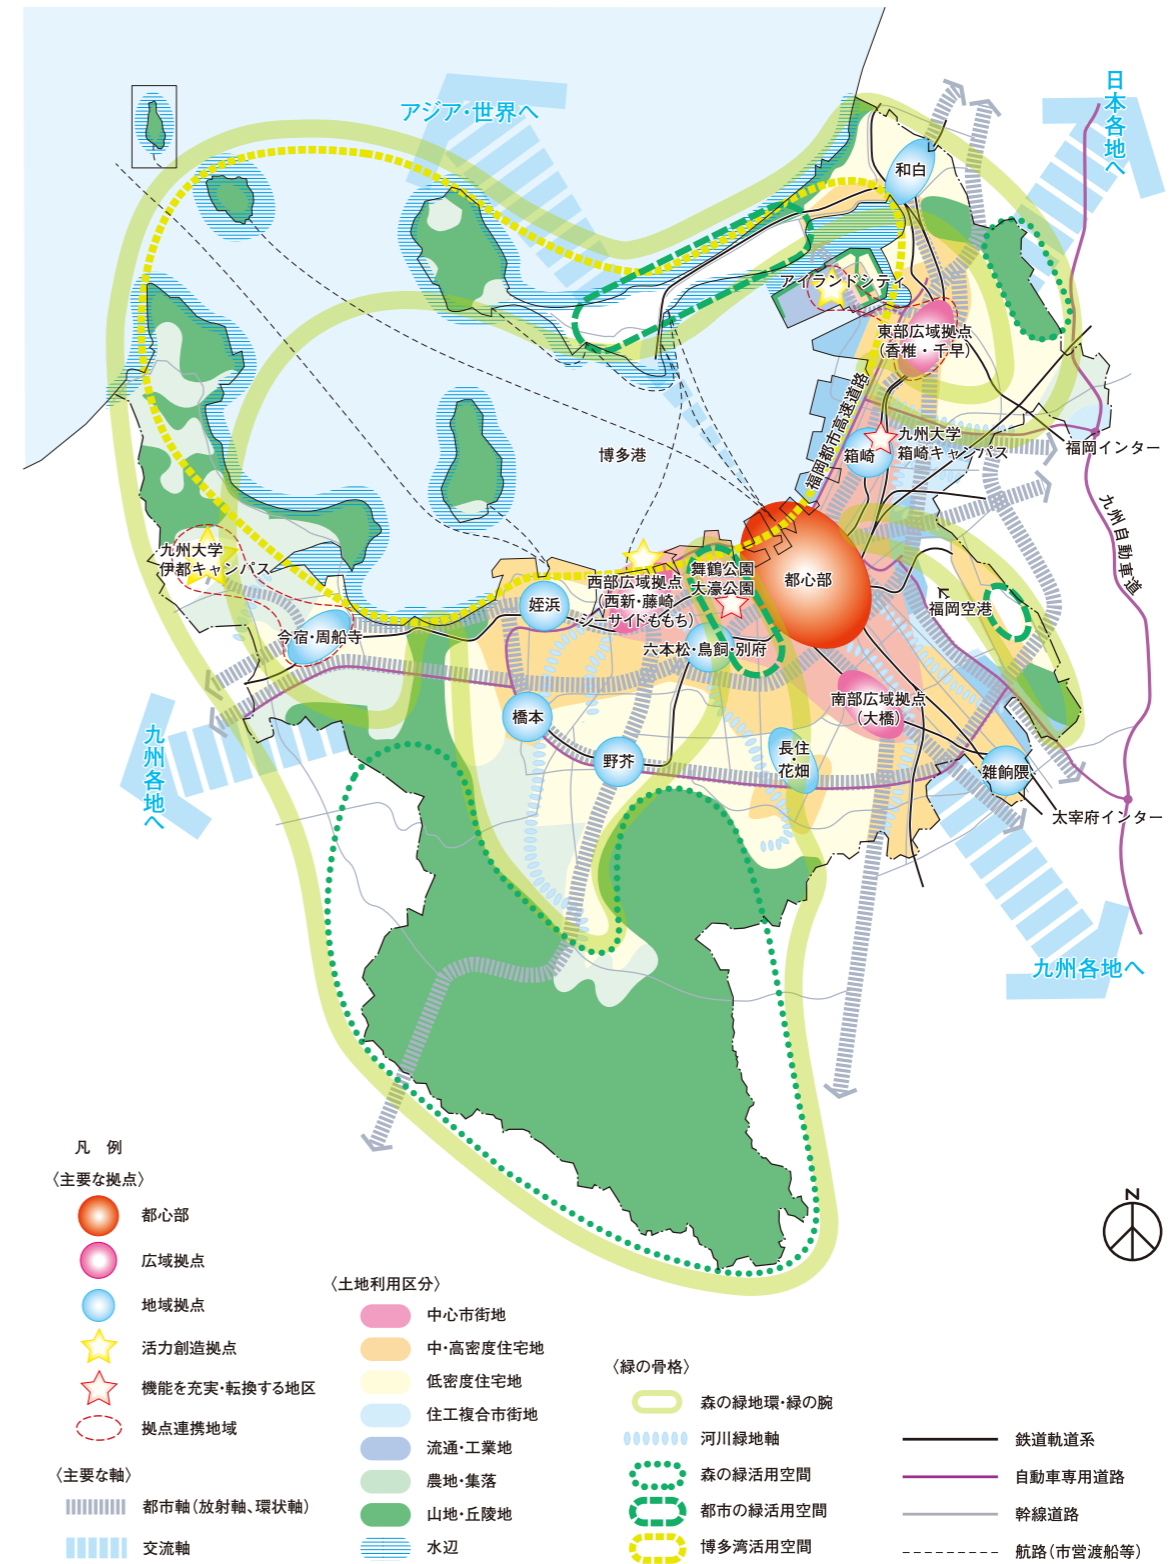 アジア・世界へ
日本各地へ
和白
アイランドシティ
東部広域拠点
(香椎・千早)
福岡都市高速道路
九州大学
箱崎キャンパス
箱崎
福岡インター
博多港
九州自動車道
九州大学
伊都キャンパス
西部広域拠点
(西新・藤崎
・シーサイドももち)
舞鶴公園
大濠公園
都心部
福岡空港
姪浜
今宿・周船寺
六本松・鳥飼・別府
南部広域拠点
(大橋)
橋本
野芥
長住
・
花畑
雑餉隈
太宰府インター
九州各地へ
九州各地へ
N
凡 例
〈主要な拠点〉
都心部
広域拠点
地域拠点
活力創造拠点
機能を充実・転換する地区
拠点連携地域
〈主要な軸〉
都市軸(放射軸、環状軸)
交流軸
〈土地利用区分〉
中心市街地
中・高密度住宅地
低密度住宅地
住工複合市街地
流通・工業地
農地・集落
山地・丘陵地
水辺
〈緑の骨格〉
森の緑地環・緑の腕
河川緑地軸
森の緑活用空間
都市の緑活用空間
博多湾活用空間
鉄道軌道系
自動車専用道路
幹線道路
航路(市営渡船等)